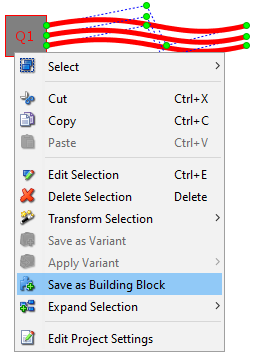 Q1
Select
Cut Ctrl+X
Copy Ctrl+C
Paste Ctrl+V
Edit Selection Ctrl+E
Delete Selection Delete
Transform Selection
Save as Variant
Apply Variant
Save as Building Block
Expand Selection
Edit Project Settings